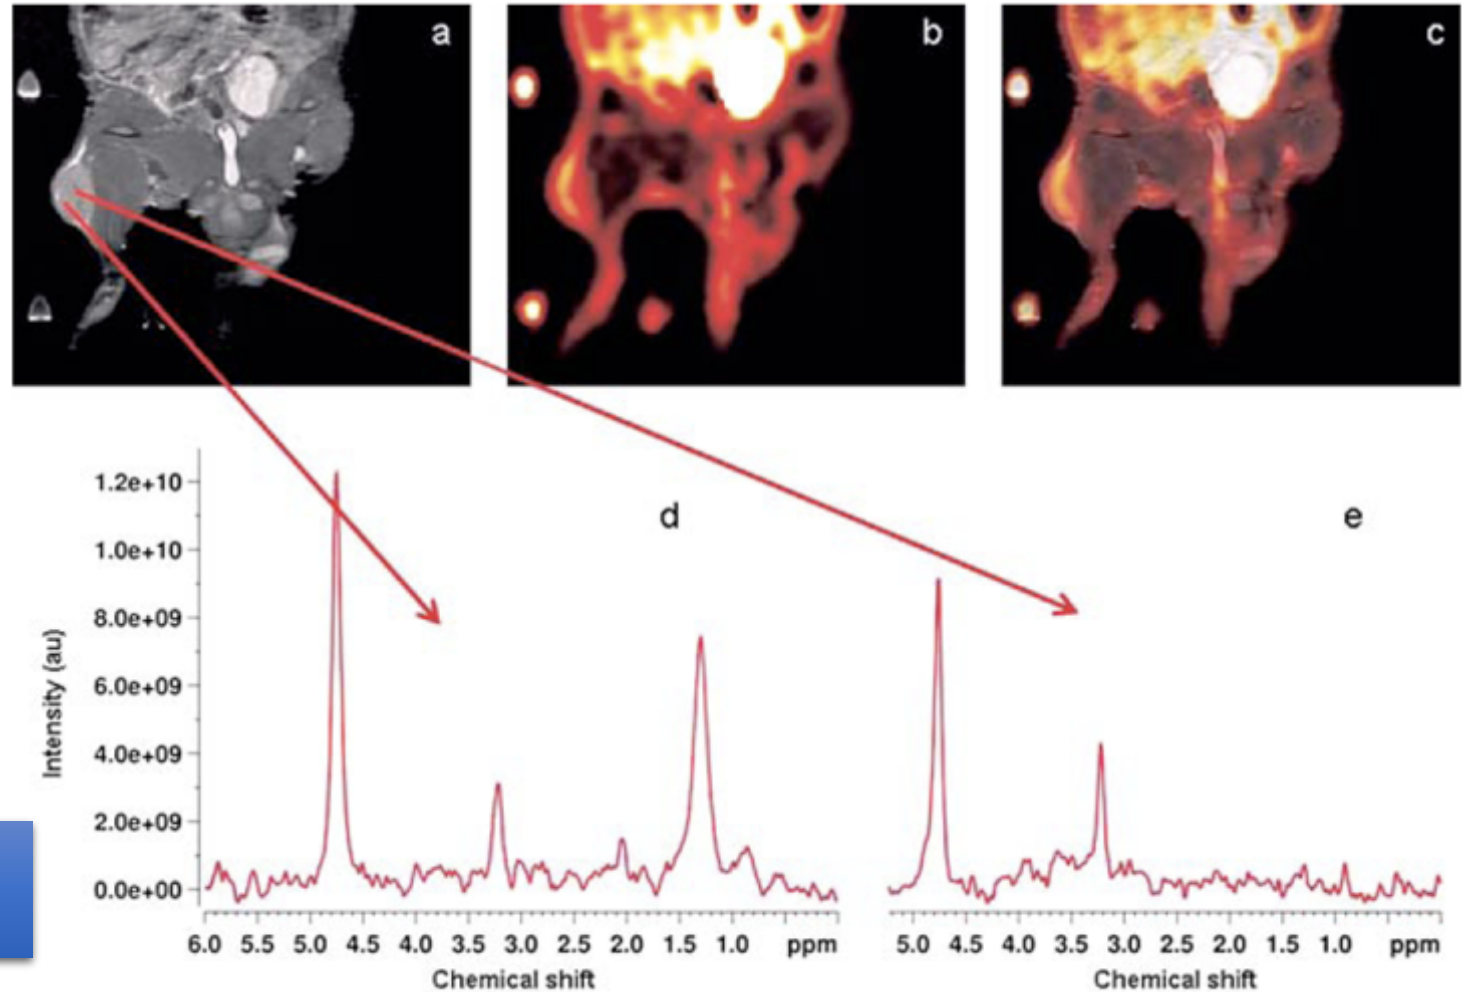 a
b
c
d
e
Intensity (au)
1.2e+10
1.0e+10
8.0e+09
6.0e+09
4.0e+09
2.0e+09
0.0e+00
6.0 5.5 5.0 4.5 4.0 3.5 3.0 2.5 2.0 1.5 1.0 ppm
Chemical shift
5.0 4.5 4.0 3.5 3.0 2.5 2.0 1.5 1.0 ppm
Chemical shift